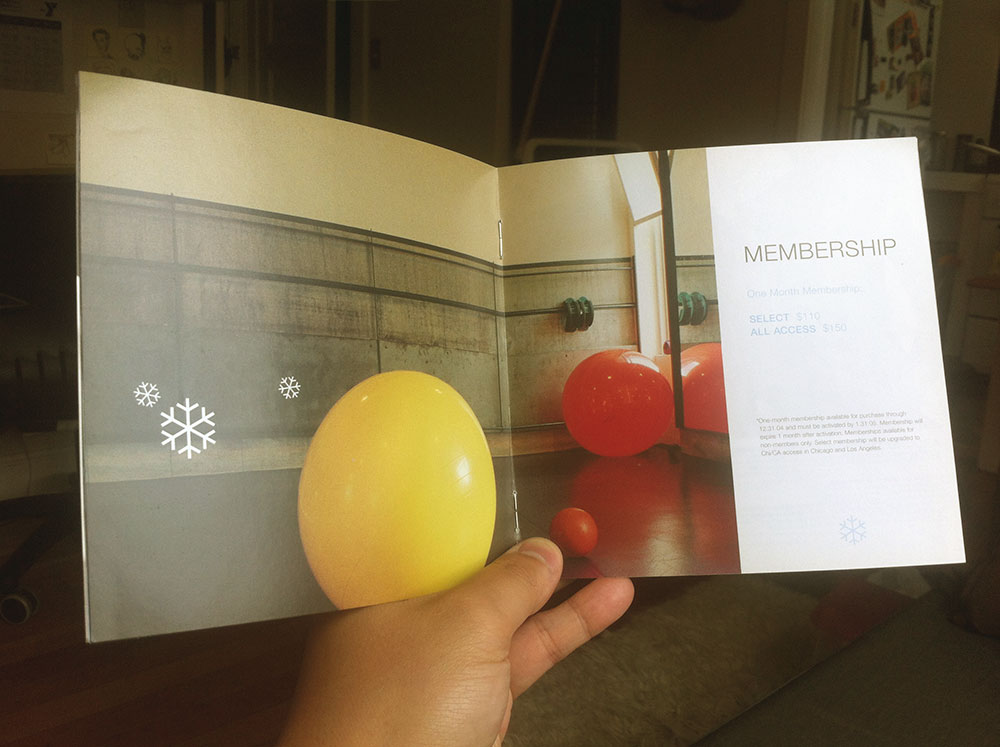 MEMBERSHIP
One Month Membership:
SELECT $110
ALL ACCESS $150
*One-month membership available for purchase through
12.31.04 and must be activated by 1.31.05. Membership will
expire 1 month after activation. Memberships available for
non-members only. Select membership will be upgraded to
Chi/CA access in Chicago and Los Angeles.